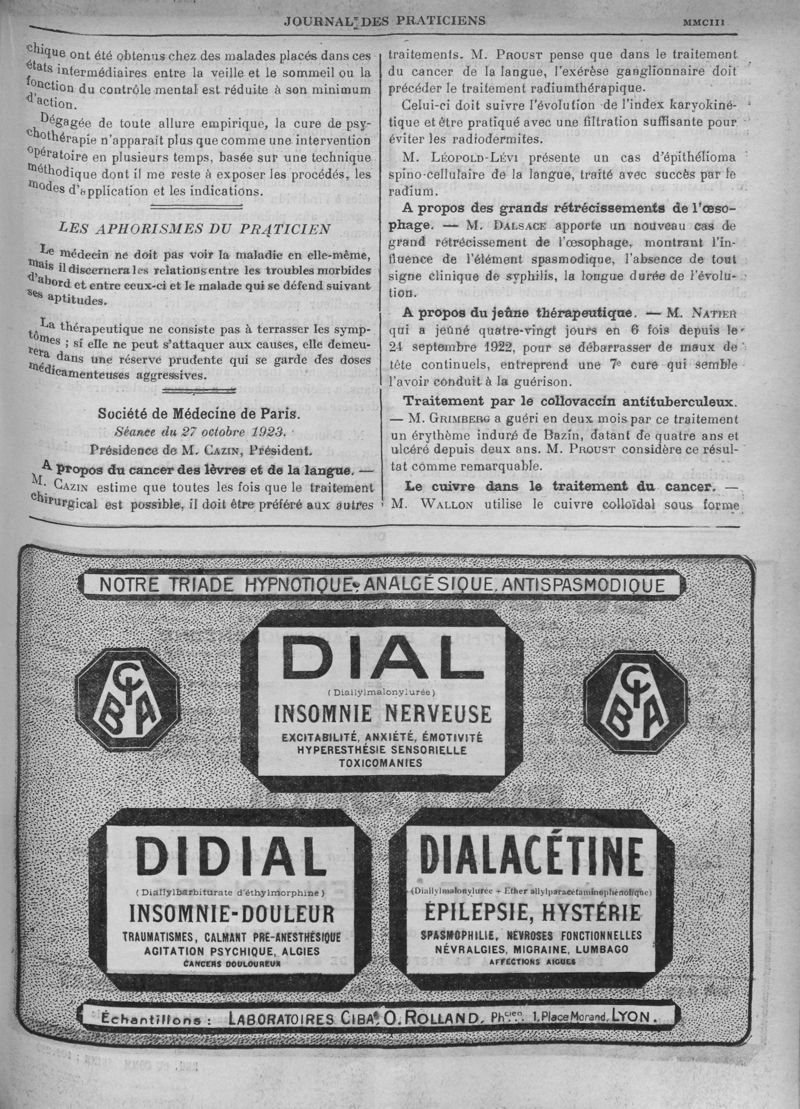 JOURNAL DES PRATICIENS
MMCIII
chique ont été obtenus chez des malades placés dans ces
états intermédiaires entre la veille et le sommeil ou la
fonction du contrôle mental est réduite à son minimum
d'action.
Dégagée de toute allure empirique, la cure de psy-
chothérapie n'apparaît plus que comme une intervention
opératoire en plusieurs temps, basée sur une technique
méthodique dont il me reste à exposer les procédés, les
modes d'application et les indications.
LES APHORISMES DU PRATICIEN
Le médecin ne doit pas voir la maladie en elle-même,
mais il discernera les relations entre les troubles morbides
d'abord et entre ceux-ci et le malade qui se défend suivant
ses aptitudes.
La thérapeutique ne consiste pas à terrasser les symp-
tômes ; si elle ne peut s'attaquer aux causes, elle demeu-
rera dans une réserve prudente qui se garde des doses
médicamenteuses aggressives.
Société de Médecine de Paris.
Séance du 27 octobre 1923.
Présidence de M. CAZIN, Président.
A propos du cancer des lèvres et de la langue. —
M. CAZIN estime que toutes les fois que le traitement
chirurgical est possible, il doit être préféré aux autres
traitements. M. PROUST pense que dans le traitement
du cancer de la langue, l'exérèse ganglionnaire doit
précéder le traitement radiumthérapique.
Celui-ci doit suivre l'évolution de l'index karyokiné-
tique et être pratiqué avec une filtration suffisante pour
éviter les radiodermites.
M. LÉOPOLD-LÉVI présente un cas d'épithélioma
spino-cellulaire de la langue, traité avec succès par le
radium.
A propos des grands rétrécissements de l'œso-
phage. — M. DALSACE apporte un nouveau cas de
grand rétrécissement de l'œsophage, montrant l'in-
fluence de l'élément spasmodique, l'absence de tout
signe clinique de syphilis, la longue durée de l'évolu-
tion.
A propos du jeûne thérapeutique. — M. NATIER
qui a jeûné quatre-vingt jours en 6 fois depuis le
21 septembre 1922, pour se débarrasser de maux de
tête continuels, entreprend une 7e cure qui semble
l'avoir conduit à la guérison.
Traitement par le collovaccin antituberculeux.
— M. GRIMBERG a guéri en deux mois par ce traitement
un érythème induré de Bazin, datant de quatre ans et
ulcéré depuis deux ans. M. PROUST considère ce résul-
tat comme remarquable.
Le cuivre dans le traitement du cancer. —
M. WALLON utilise le cuivre colloïdal sous forme
NOTRE TRIADE HYPNOTIQUE, ANALGÉSIQUE, ANTISPASMODIQUE
CIBA
DIAL
(Diallylmalonylurée)
INSOMNIE NERVEUSE
EXCITABILITÉ, ANXIÉTÉ, ÉMOTIVITÉ
HYPERESTHÉSIE SENSORIELLE
TOXICOMANIES
CIBA
DIDIAL
(Diallylbarbiturate d'éthylmorphine)
INSOMNIE-DOULEUR
TRAUMATISMES, CALMANT PRÉ-ANESTHÉSIQUE
AGITATION PSYCHIQUE, ALGIES
CANCERS DOULOUREUX
DIALACÉTINE
(Diallylmalonylurée + Ether allylparacétaminophénolique)
ÉPILEPSIE, HYSTÉRIE
SPASMOPHILIE, NÉVROSES FONCTIONNELLES
NÉVRALGIES, MIGRAINE, LUMBAGO
AFFECTIONS AIGUES
Échantillons : LABORATOIRES CIBA, O. ROLLAND, Phcien, 1, Place Morand, LYON.